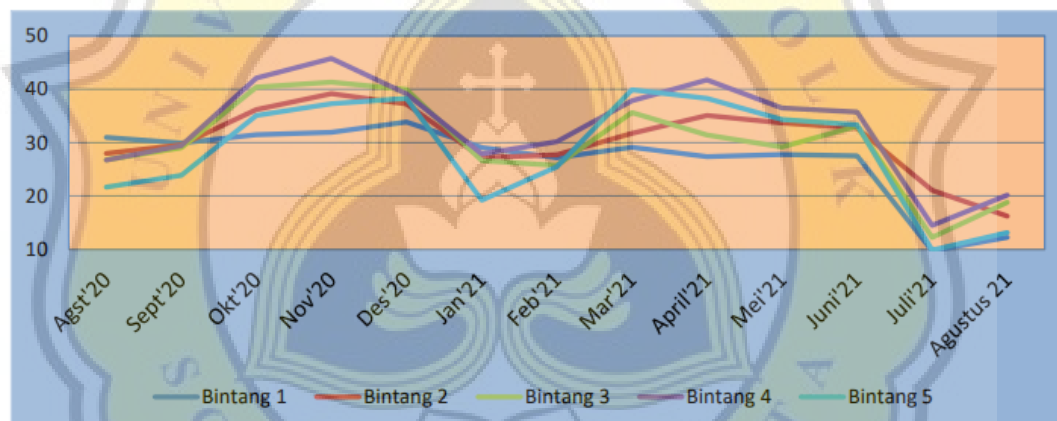 50
40
30
20
10
Agst'20 Sept'20 Okt'20 Nov'20 Des'20 Jan'21 Feb'21 Mar'21 April'21 Mei'21 Juni'21 Juli'21 Agustus 21
Bintang 1 Bintang 2 Bintang 3 Bintang 4 Bintang 5